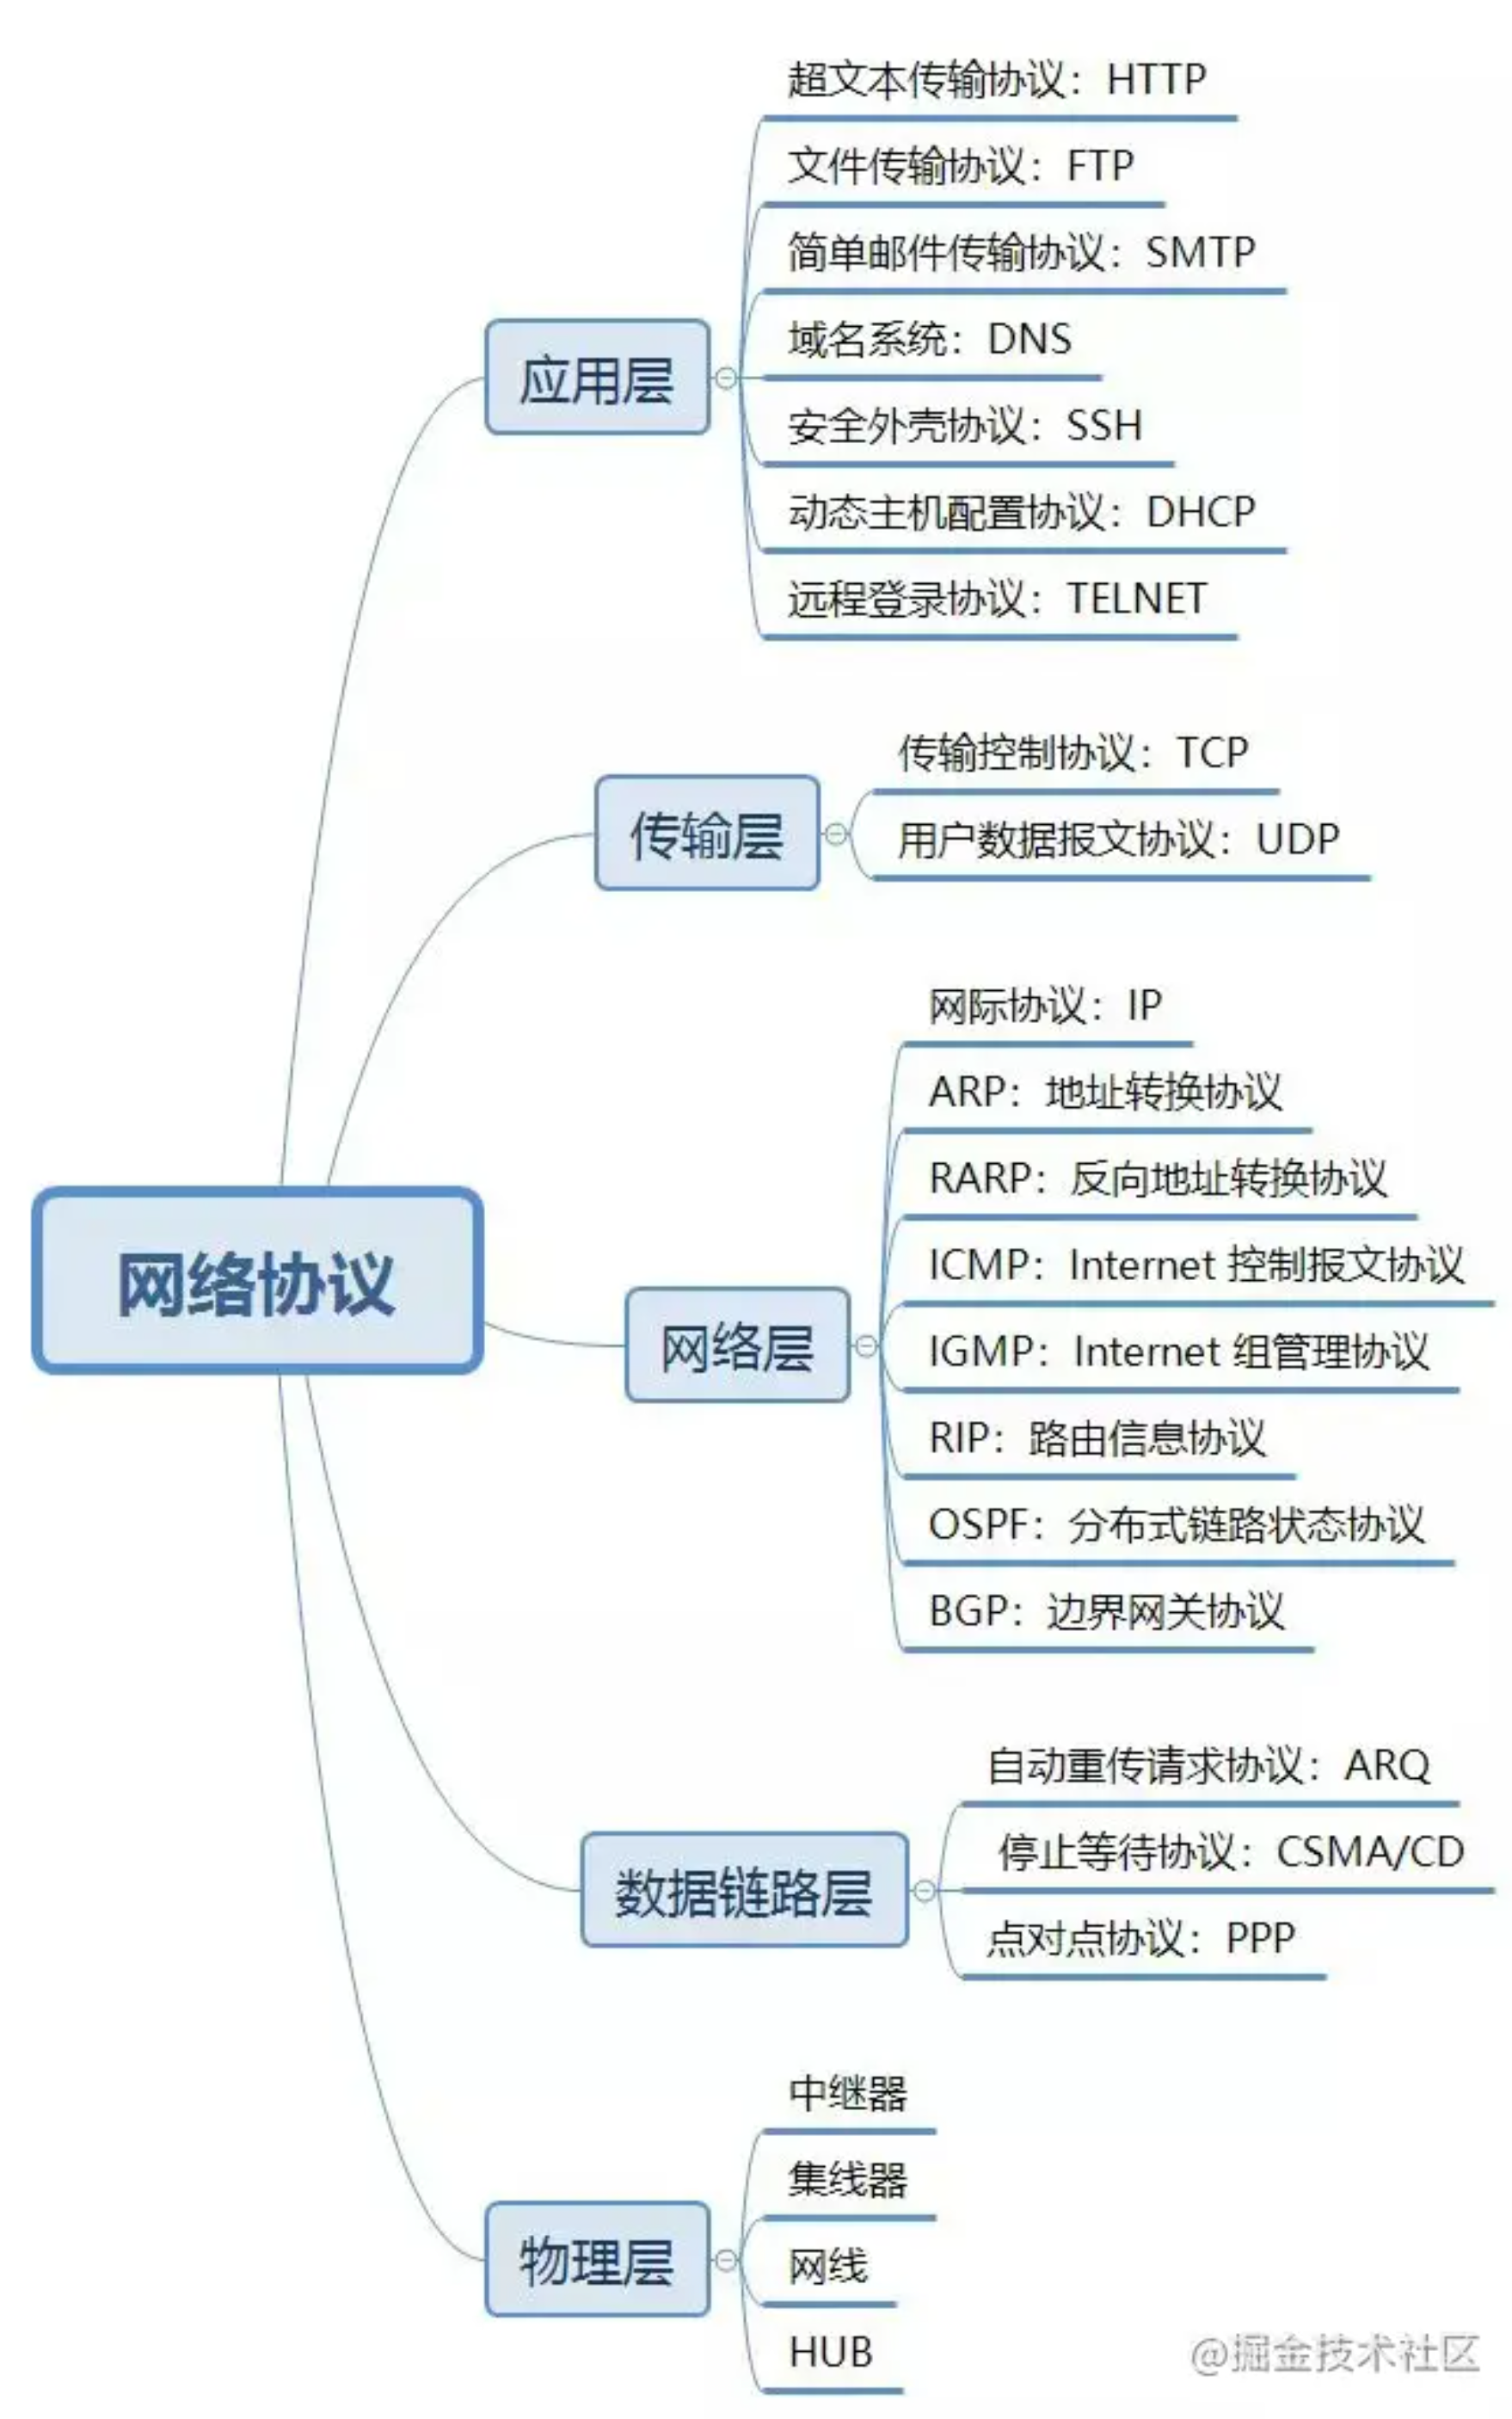 超文本传输协议：HTTP
文件传输协议：FTP
简单邮件传输协议：SMTP
域名系统：DNS
安全外壳协议：SSH
动态主机配置协议：DHCP
远程登录协议：TELNET
应用层
传输控制协议：TCP
用户数据报文协议：UDP
传输层
网际协议：IP
ARP：地址转换协议
RARP：反向地址转换协议
ICMP：Internet 控制报文协议
IGMP：Internet 组管理协议
RIP：路由信息协议
OSPF：分布式链路状态协议
BGP：边界网关协议
网络层
网络协议
自动重传请求协议：ARQ
停止等待协议：CSMA/CD
点对点协议：PPP
数据链路层
中继器
集线器
网线
HUB
物理层
@掘金技术社区